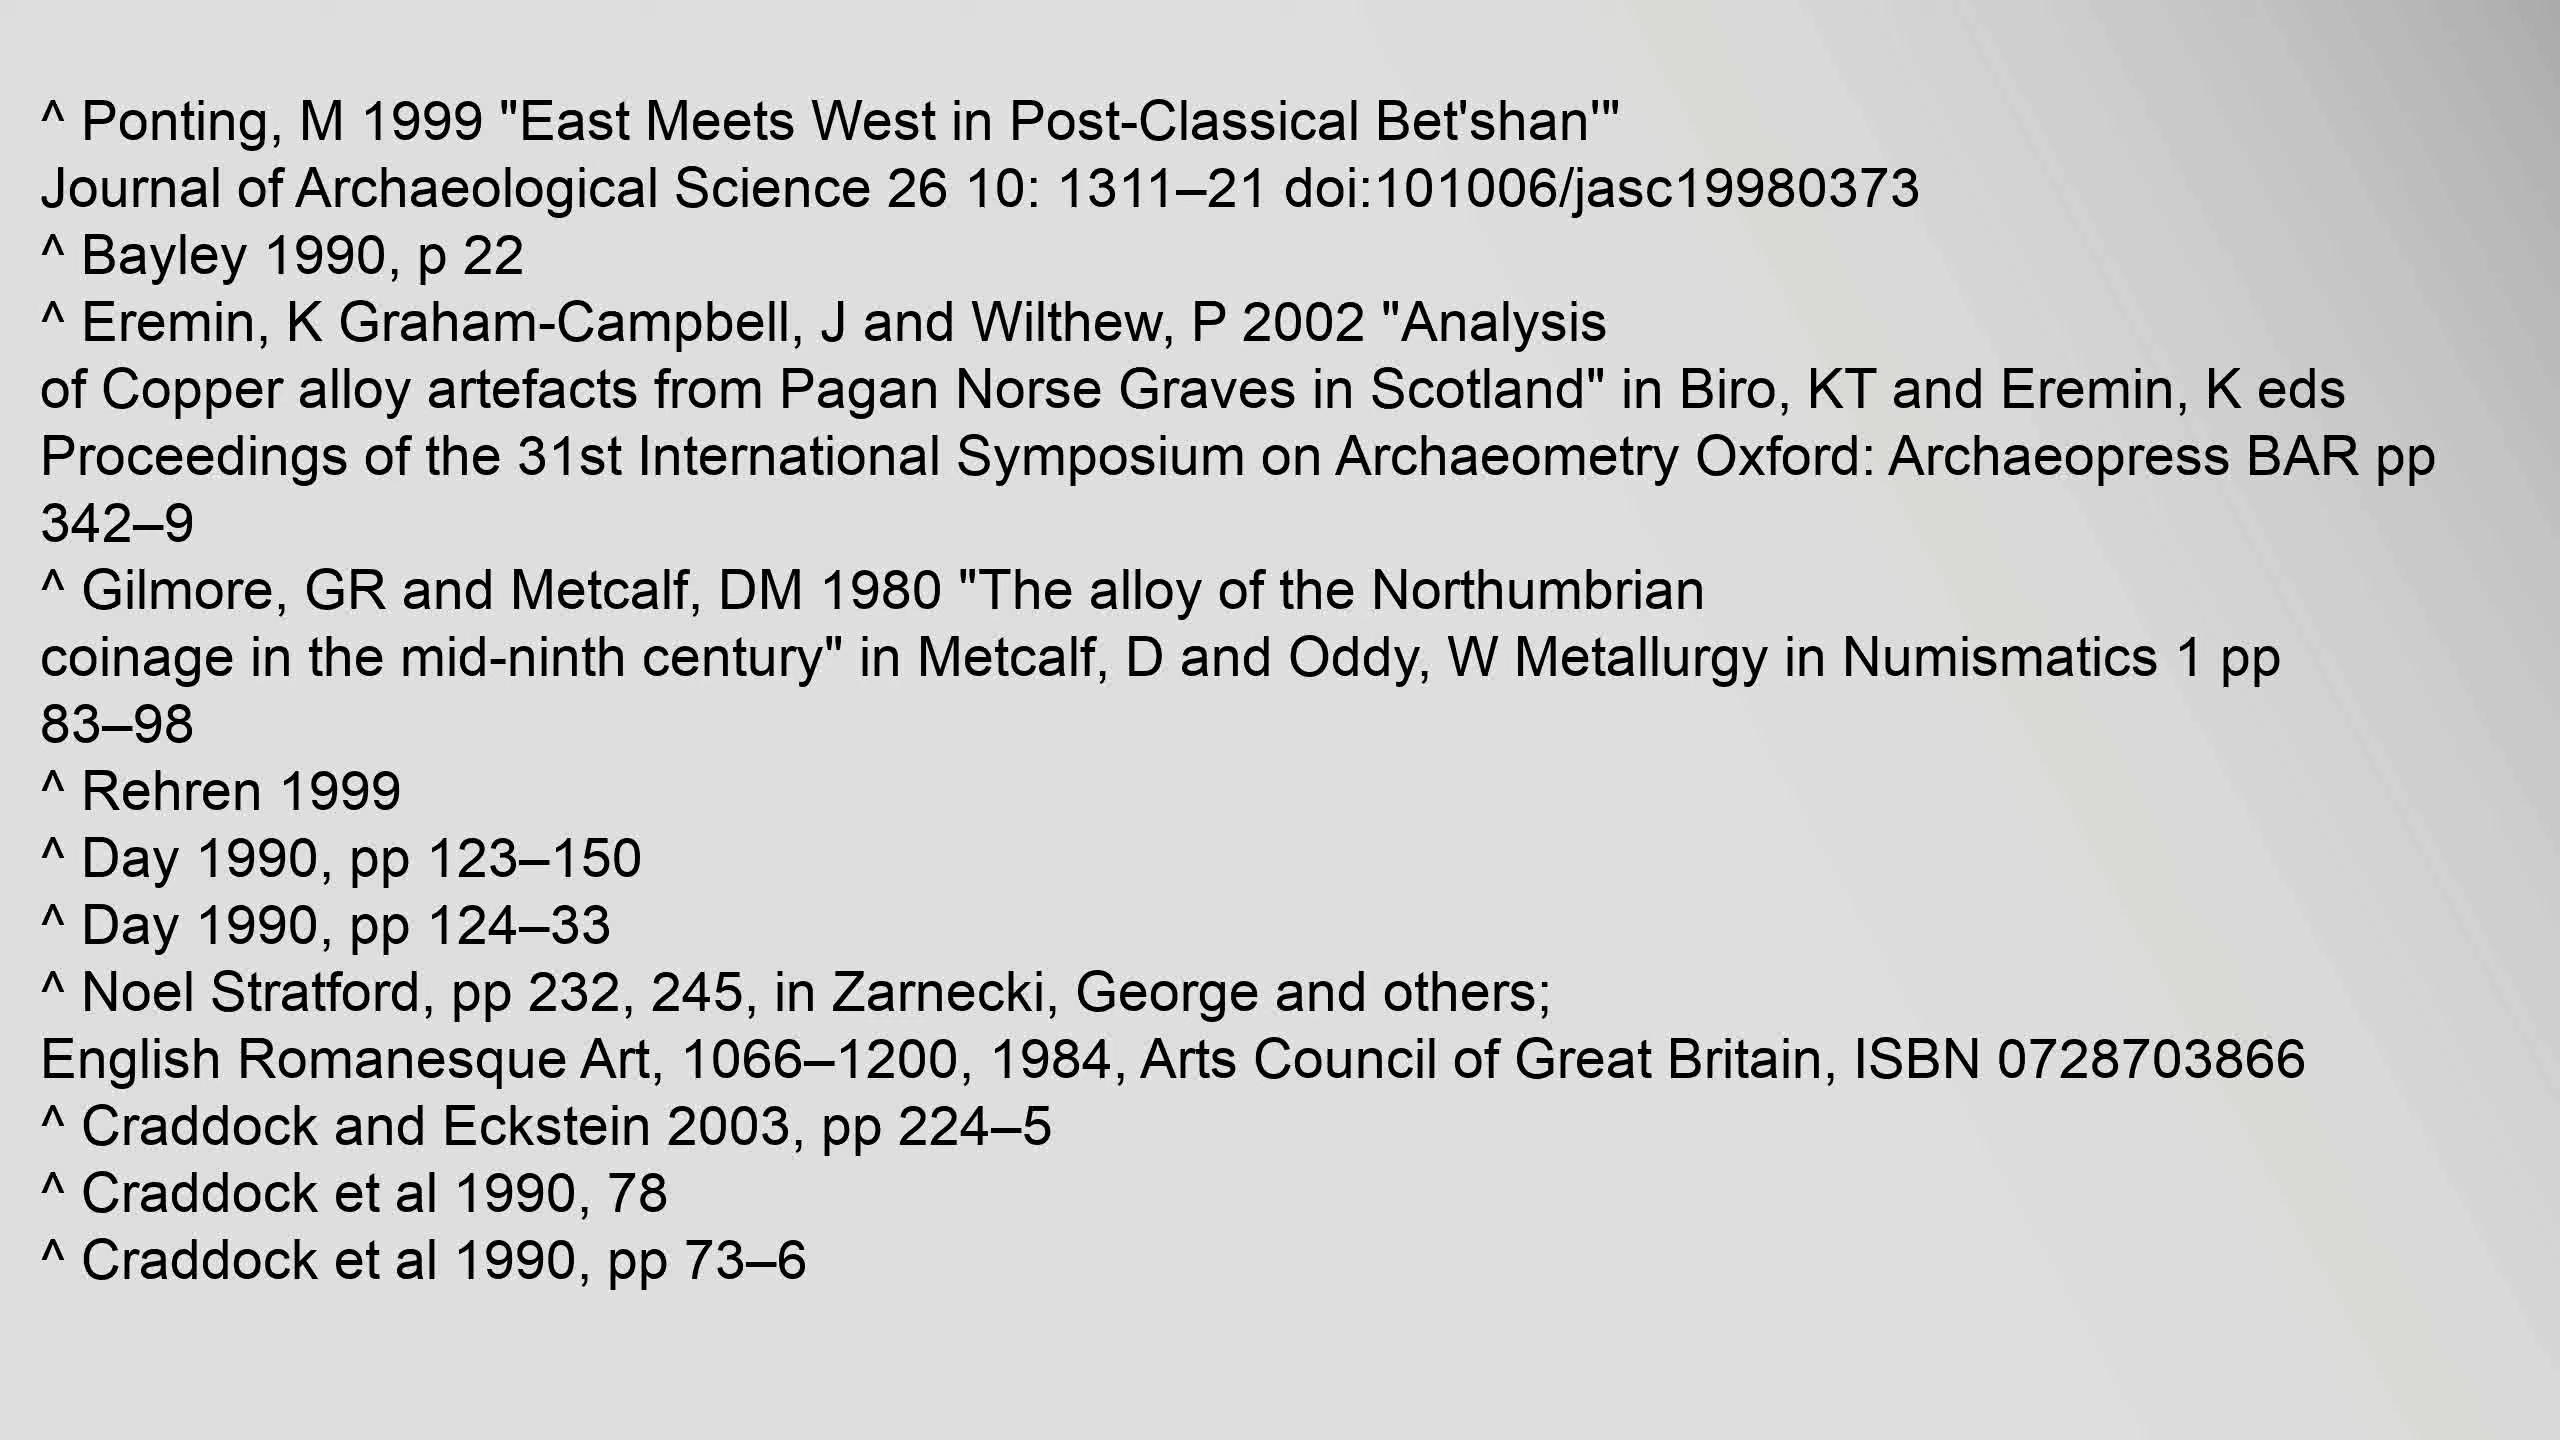 ^ Ponting, M 1999 "East Meets West in Post-Classical Bet'shan'"
Journal of Archaeological Science 26 10: 1311–21 doi:101006/jasc19980373
^ Bayley 1990, p 22
^ Eremin, K Graham-Campbell, J and Wilthew, P 2002 "Analysis
of Copper alloy artefacts from Pagan Norse Graves in Scotland" in Biro, KT and Eremin, K eds
Proceedings of the 31st International Symposium on Archaeometry Oxford: Archaeopress BAR pp
342–9
^ Gilmore, GR and Metcalf, DM 1980 "The alloy of the Northumbrian
coinage in the mid-ninth century" in Metcalf, D and Oddy, W Metallurgy in Numismatics 1 pp
83–98
^ Rehren 1999
^ Day 1990, pp 123–150
^ Day 1990, pp 124–33
^ Noel Stratford, pp 232, 245, in Zarnecki, George and others;
English Romanesque Art, 1066–1200, 1984, Arts Council of Great Britain, ISBN 0728703866
^ Craddock and Eckstein 2003, pp 224–5
^ Craddock et al 1990, 78
^ Craddock et al 1990, pp 73–6